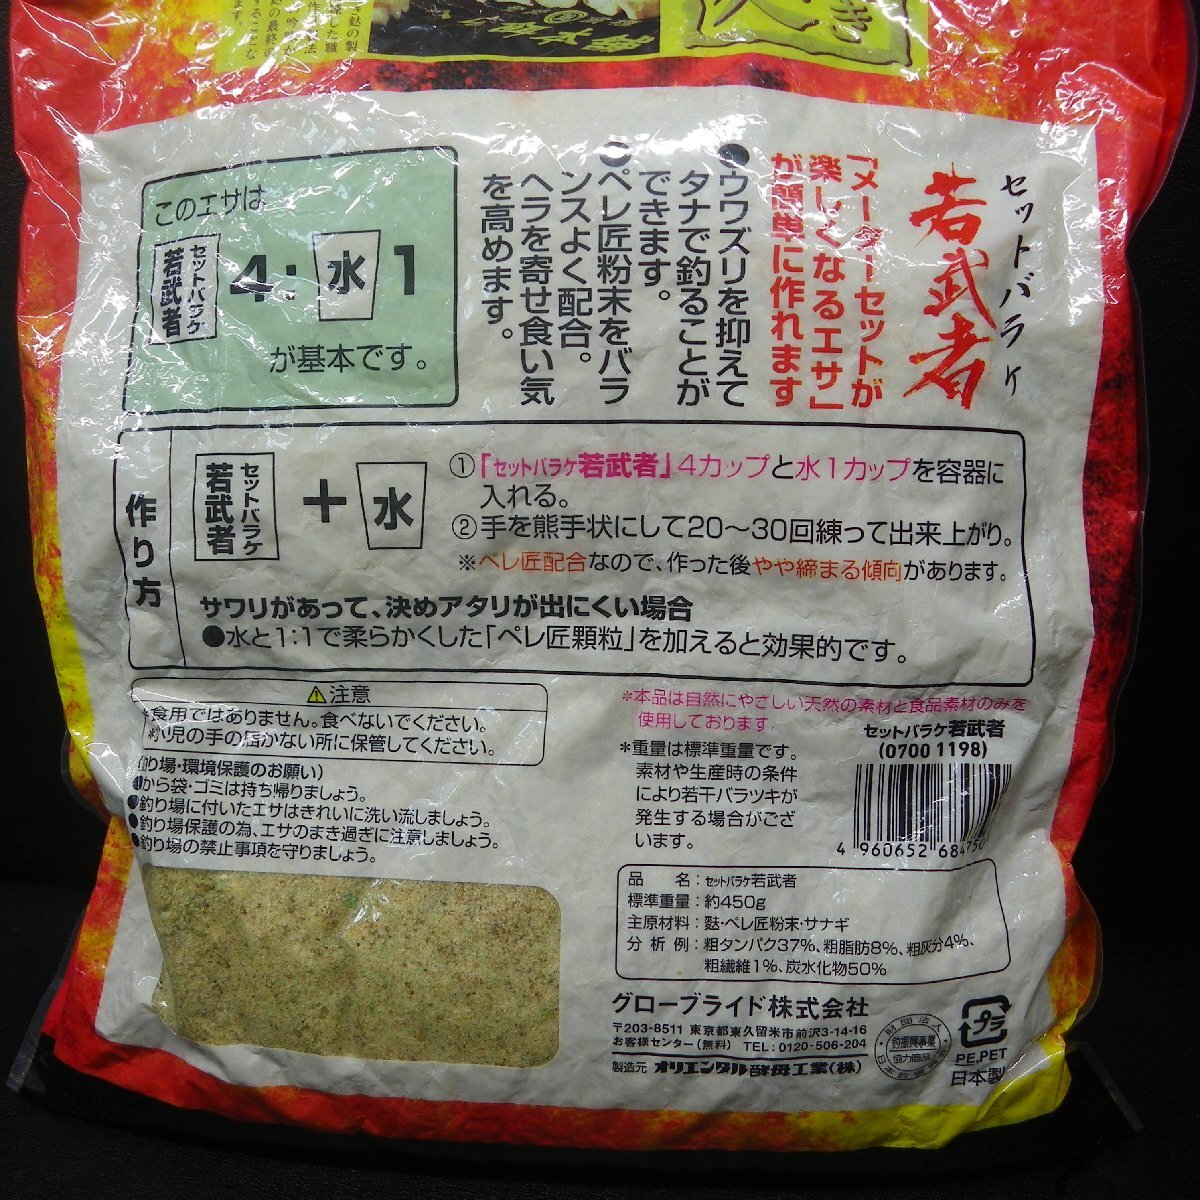 セットバラケ
若武者
「メーターセットが
楽しくなるエサ」
が簡単に作れます
●ウワズリを抑えて
タナで釣ることが
できます。
●ペレ匠粉末をバラ
ンスよく配合。
ヘラを寄せ食い気
を高めます。
このエサは
セットバラケ
若武者
4:水1
が基本です。
作り方
セットバラケ
若武者
+水
①「セットバラケ若武者」4カップと水1カップを容器に
入れる。
②手を熊手状にして20〜30回練って出来上がり。
※ペレ匠配合なので、作った後やや締まる傾向があります。
サワリがあって、決めアタリが出にくい場合
●水と1:1で柔らかくした「ペレ匠顆粒」を加えると効果的です。
⚠注意
*食用ではありません。食べないでください。
*小児の手の届かない所に保管してください。
(釣り場・環境保護のお願い)
●から袋・ゴミは持ち帰りましょう。
●釣り場に付いたエサはきれいに洗い流しましょう。
●釣り場保護の為、エサのまき過ぎに注意しましょう。
●釣り場の禁止事項を守りましょう。
*本品は自然にやさしい天然の素材と食品素材のみを
使用しております。
*重量は標準重量です。
素材や生産時の条件
により若干バラツキが
発生する場合がござ
います。
セットバラケ若武者
(0700 1198)
4 960652 684750
品 名:セットバラケ若武者
標準重量:約450g
主原材料:麩・ペレ匠粉末・サナギ
分析例:粗タンパク37%、粗脂肪8%、粗灰分4%、
粗繊維1%、炭水化物50%
グローブライド株式会社
〒203-8511 東京都東久留米市前沢3-14-16
お客様センター(無料) TEL:0120-506-204
製造元 オリエンタル酵母工業(株)
財団法人
釣振興事業
協力商品
プラ
PE,PET
日本製